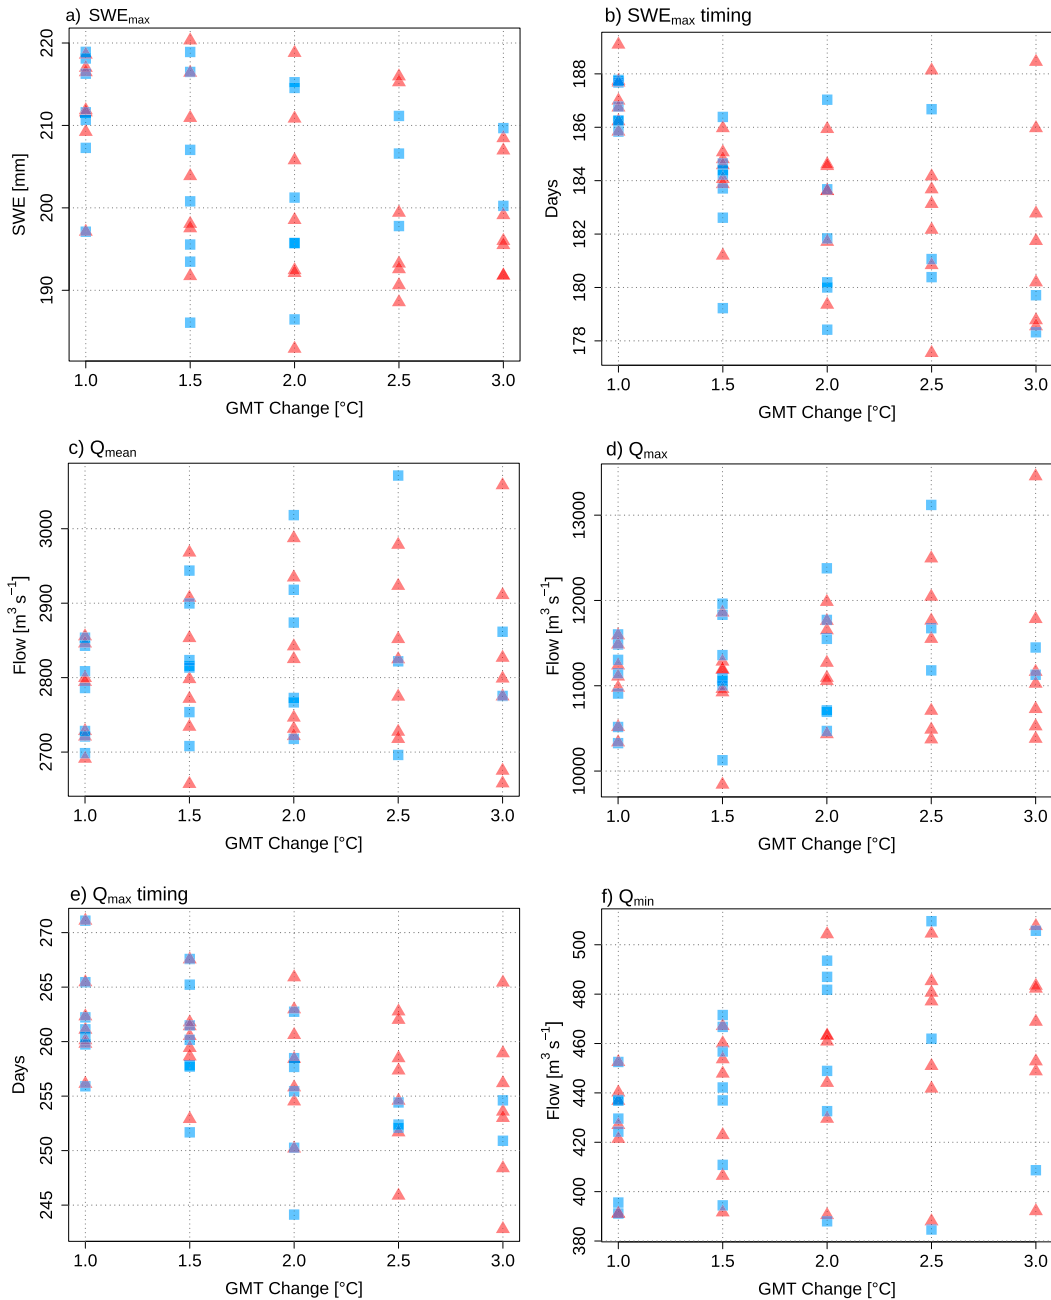 a) SWEmax
SWE [mm]
220
210
200
190
1.0 1.5 2.0 2.5 3.0
GMT Change [°C]
b) SWEmax timing
Days
188
186
184
182
180
178
1.0 1.5 2.0 2.5 3.0
GMT Change [°C]
c) Qmean
Flow [m³ s⁻¹]
3000
2900
2800
2700
1.0 1.5 2.0 2.5 3.0
GMT Change [°C]
d) Qmax
Flow [m³ s⁻¹]
13000
12000
11000
10000
1.0 1.5 2.0 2.5 3.0
GMT Change [°C]
e) Qmax timing
Days
270
265
260
255
250
245
1.0 1.5 2.0 2.5 3.0
GMT Change [°C]
f) Qmin
Flow [m³ s⁻¹]
500
480
460
440
420
400
380
1.0 1.5 2.0 2.5 3.0
GMT Change [°C]